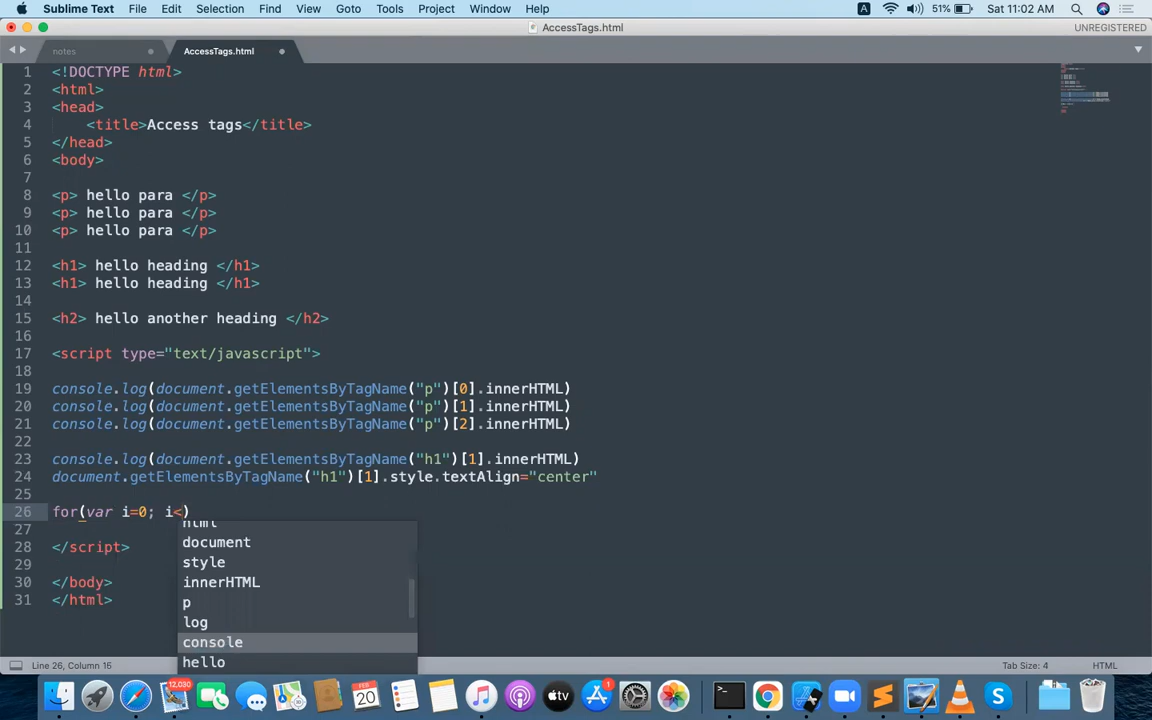 Sublime Text File Edit Selection Find View Goto Tools Project Window Help A 51% Sat 11:02 AM
AccessTags.html UNREGISTERED
notes AccessTags.html
1 <!DOCTYPE html>
2 <html>
3 <head>
4 <title>Access tags</title>
5 </head>
6 <body>
7
8 <p> hello para </p>
9 <p> hello para </p>
10 <p> hello para </p>
11
12 <h1> hello heading </h1>
13 <h1> hello heading </h1>
14
15 <h2> hello another heading </h2>
16
17 <script type="text/javascript">
18
19 console.log(document.getElementsByTagName("p")[0].innerHTML)
20 console.log(document.getElementsByTagName("p")[1].innerHTML)
21 console.log(document.getElementsByTagName("p")[2].innerHTML)
22
23 console.log(document.getElementsByTagName("h1")[1].innerHTML)
24 document.getElementsByTagName("h1")[1].style.textAlign="center"
25
26 for(var i=0; i<)
27
html
document
28 </script>
style
29
innerHTML
30 </body>
31 </html>
p
log
console
hello
Line 26, Column 16 Tab Size: 4 HTML
12,030
FEB
20
tv
1